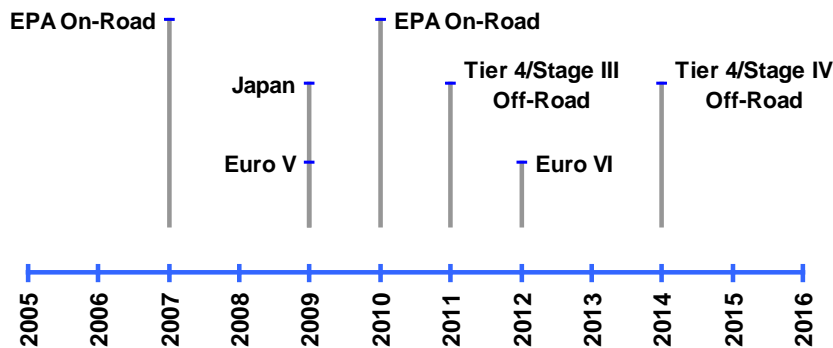 EPA On-Road
EPA On-Road
Japan
Tier 4/Stage III
Off-Road
Tier 4/Stage IV
Off-Road
Euro V
Euro VI
2005
2006
2007
2008
2009
2010
2011
2012
2013
2014
2015
2016